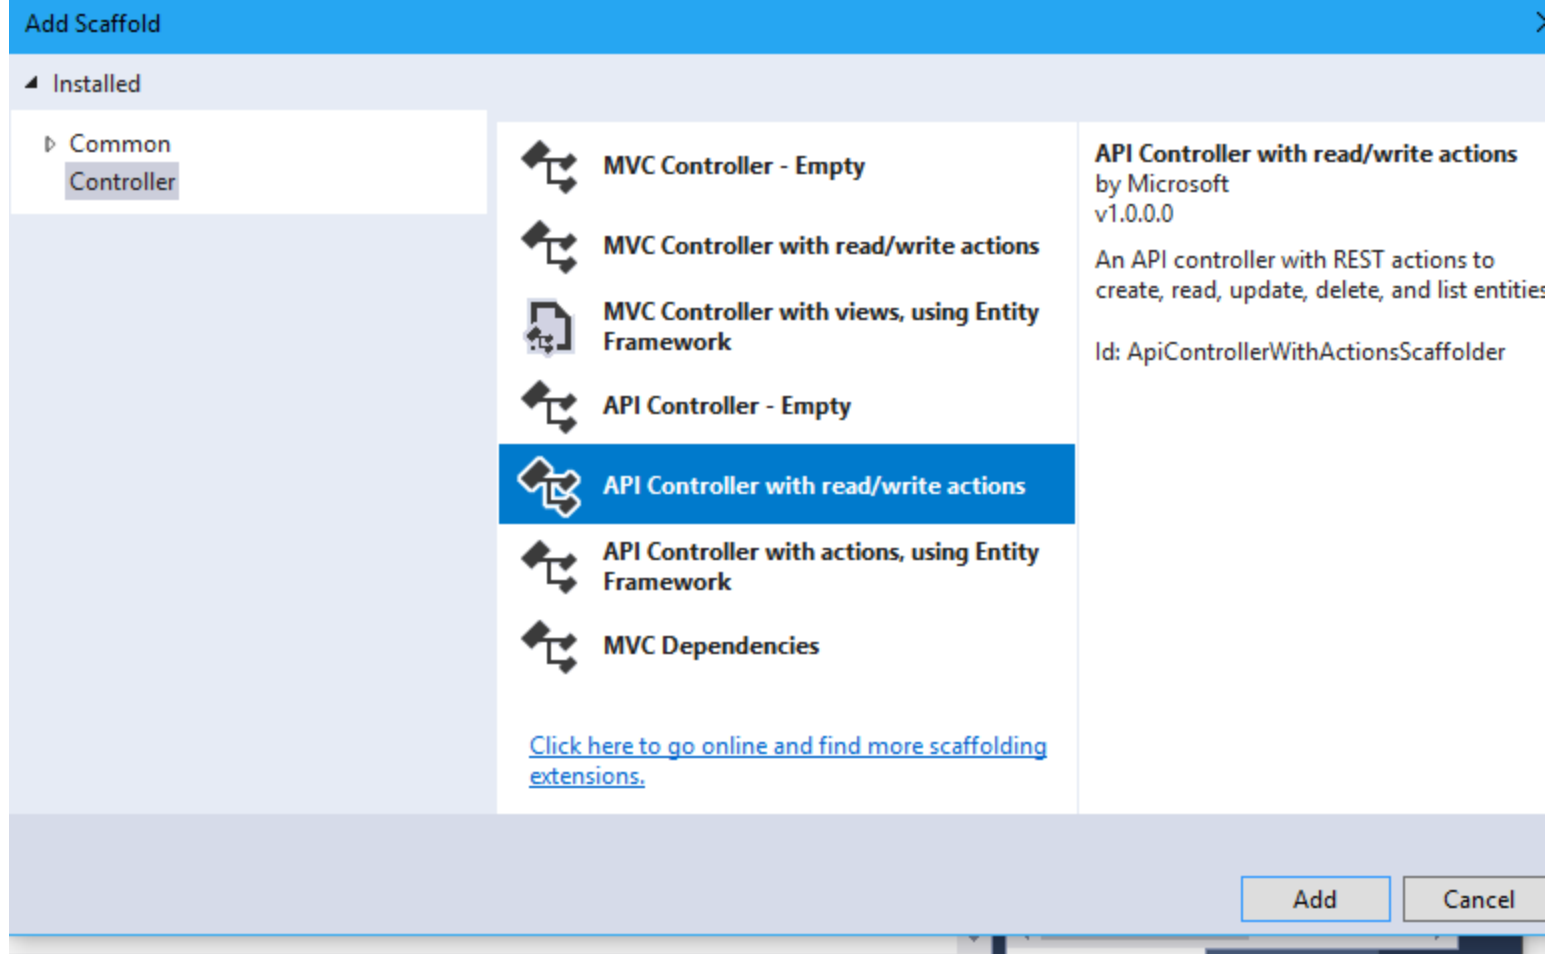 Add Scaffold
Installed
Common
Controller
MVC Controller - Empty
MVC Controller with read/write actions
MVC Controller with views, using Entity
Framework
API Controller - Empty
API Controller with read/write actions
API Controller with actions, using Entity
Framework
MVC Dependencies
Click here to go online and find more scaffolding
extensions.
API Controller with read/write actions
by Microsoft
v1.0.0.0
An API controller with REST actions to
create, read, update, delete, and list entities
Id: ApiControllerWithActionsScaffolder
Add
Cancel